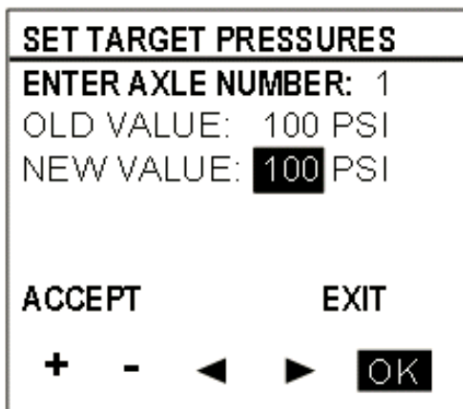 SET TARGET PRESSURES
ENTER AXLE NUMBER: 1
OLD VALUE: 100 PSI
NEW VALUE: 100 PSI
ACCEPT EXIT
+ - ◀ ▶ OK